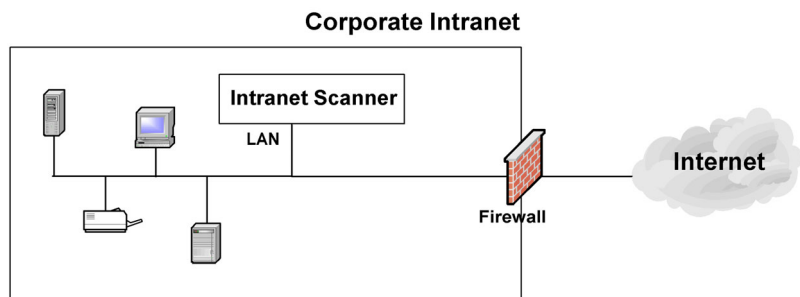 Corporate Intranet
Intranet Scanner
LAN
Internet
Firewall